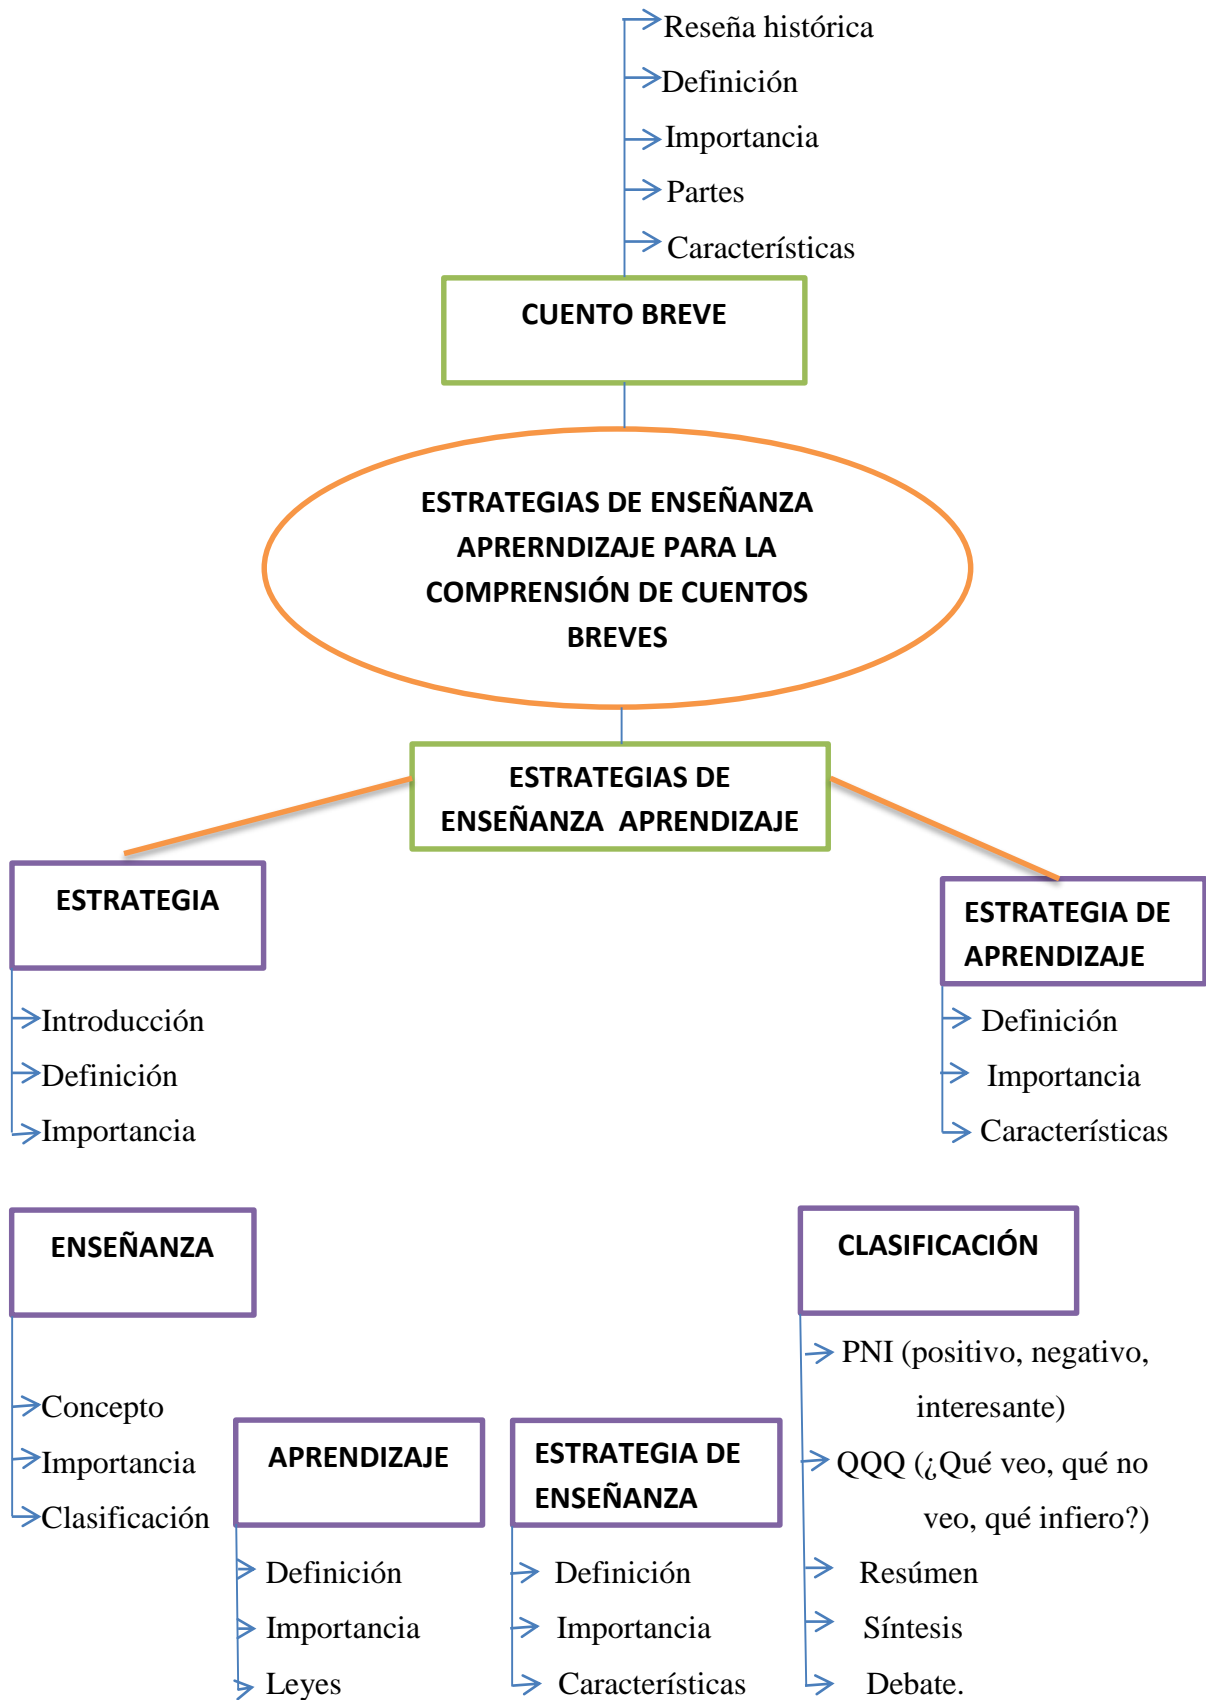 Reseña histórica
Definición
Importancia
Partes
Características
CUENTO BREVE
ESTRATEGIAS DE ENSEÑANZA
APRERNDIZAJE PARA LA
COMPRENSIÓN DE CUENTOS
BREVES
ESTRATEGIAS DE
ENSEÑANZA APRENDIZAJE
ESTRATEGIA
Introducción
Definición
Importancia
ESTRATEGIA DE
APRENDIZAJE
Definición
Importancia
Características
ENSEÑANZA
Concepto
Importancia
Clasificación
APRENDIZAJE
Definición
Importancia
Leyes
ESTRATEGIA DE
ENSEÑANZA
Definición
Importancia
Características
CLASIFICACIÓN
PNI (positivo, negativo,
interesante)
QQQ (¿Qué veo, qué no
veo, qué infiero?)
Resúmen
Síntesis
Debate.